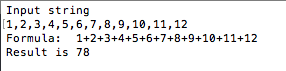 Input string
1,2,3,4,5,6,7,8,9,10,11,12
Formula:  1+2+3+4+5+6+7+8+9+10+11+12
Result is 78